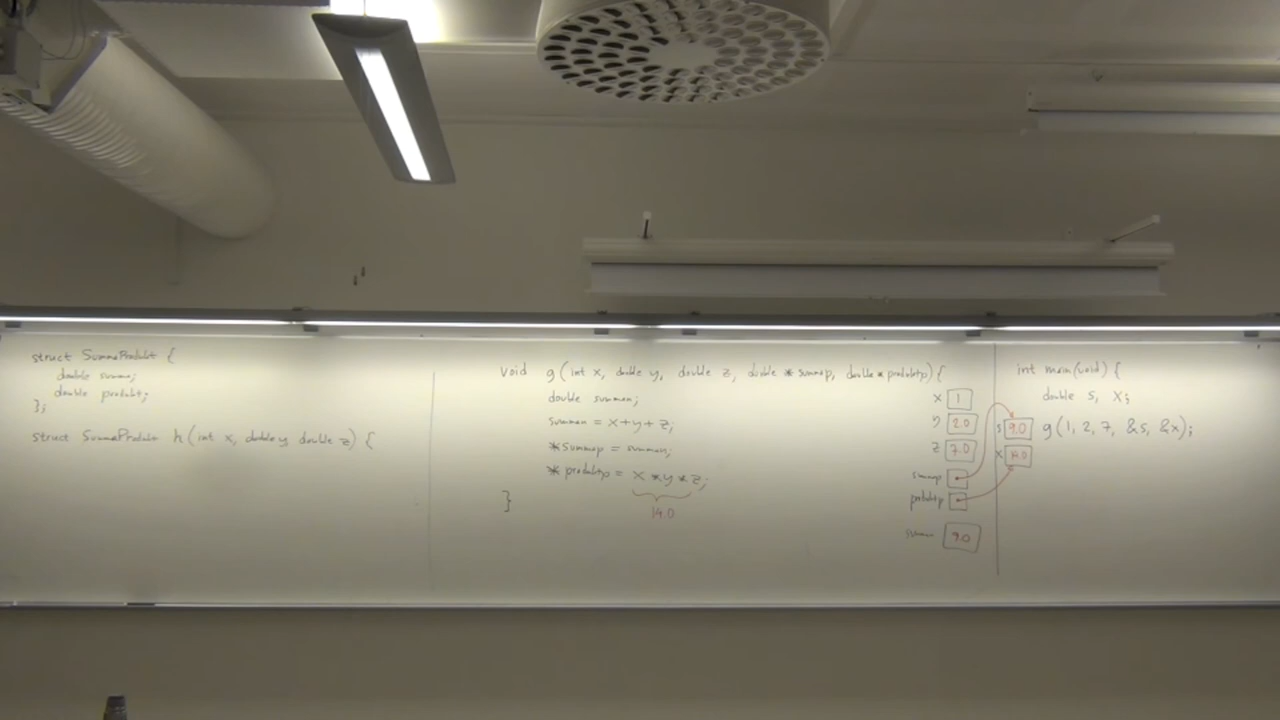 struct SummaProdukt {
double summa;
double produkt;
};
struct SummaProdukt h(int x, double y, double z) {
void g(int x, double y, double z, double *summap, double *produktp) {
double summan;
summan = x+y+z;
*summap = summan;
*produktp = x*y*z;
14.0
}
x 1
y 2.0
z 7.0
summap
produktp
summan 9.0
int main(void) {
double s, x;
s 9.0 g(1, 2, 7, &s, &x);
x 14.0